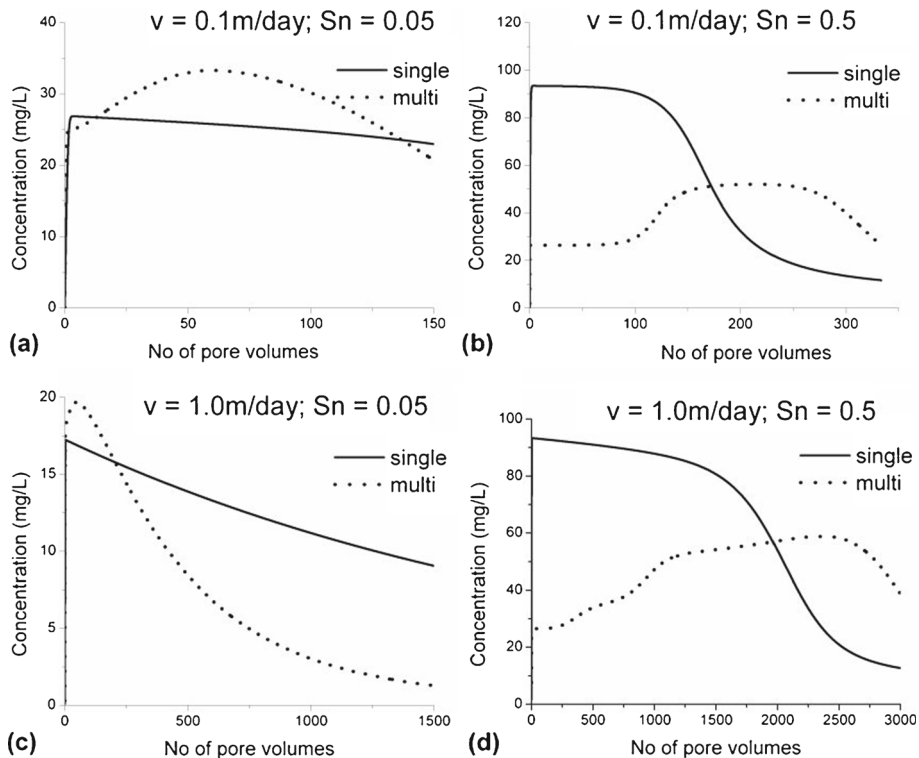 v = 0.1m/day; Sn = 0.05
single
multi
Concentration (mg/L)
40
30
20
10
0
0
50
100
150
No of pore volumes
(a)
v = 0.1m/day; Sn = 0.5
single
multi
Concentration (mg/L)
120
100
80
60
40
20
0
0
100
200
300
No of pore volumes
(b)
v = 1.0m/day; Sn = 0.05
single
multi
Concentration (mg/L)
20
15
10
5
0
0
500
1000
1500
No of pore volumes
(c)
v = 1.0m/day; Sn = 0.5
single
multi
Concentration (mg/L)
100
80
60
40
20
0
0
500
1000
1500
2000
2500
3000
No of pore volumes
(d)